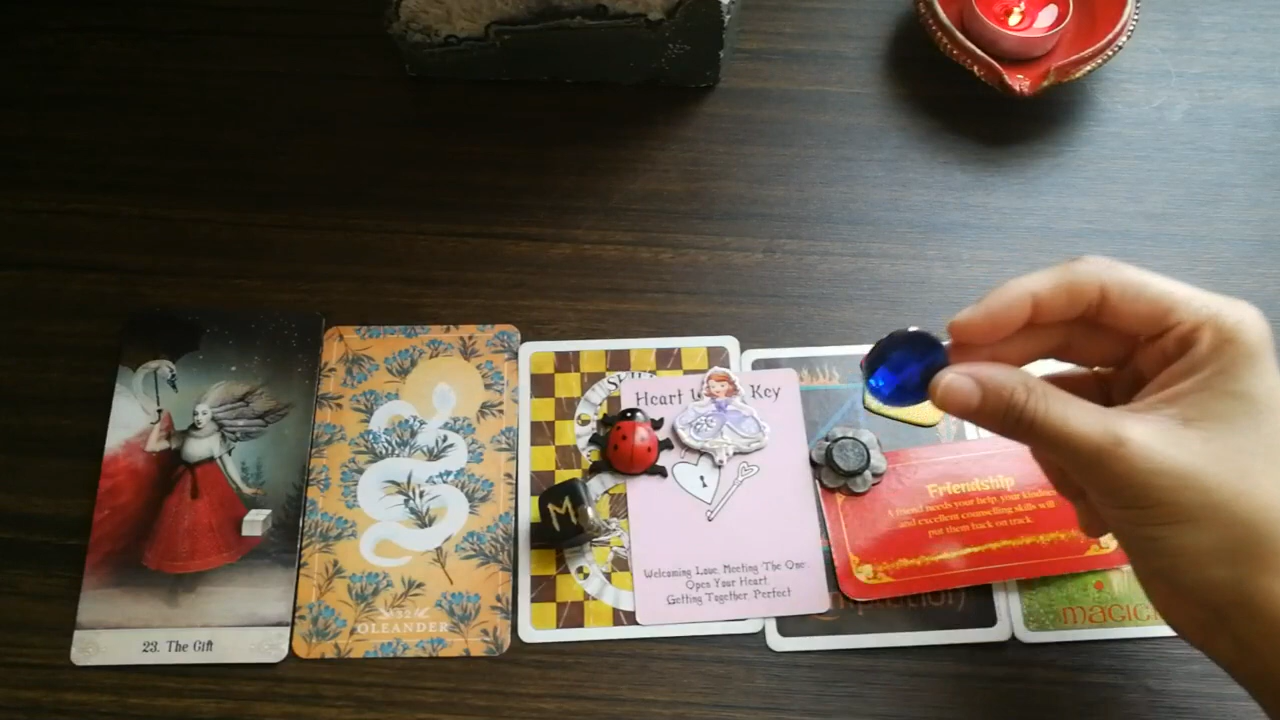 23. The Gift
32
OLEANDER
M
Heart
Key
Welcoming Love, Meeting The One
Open Your Heart
Getting Together, Perfect
Friendship
A friend needs your help, your kindness
and excellent counselling skills will
put them back on track.